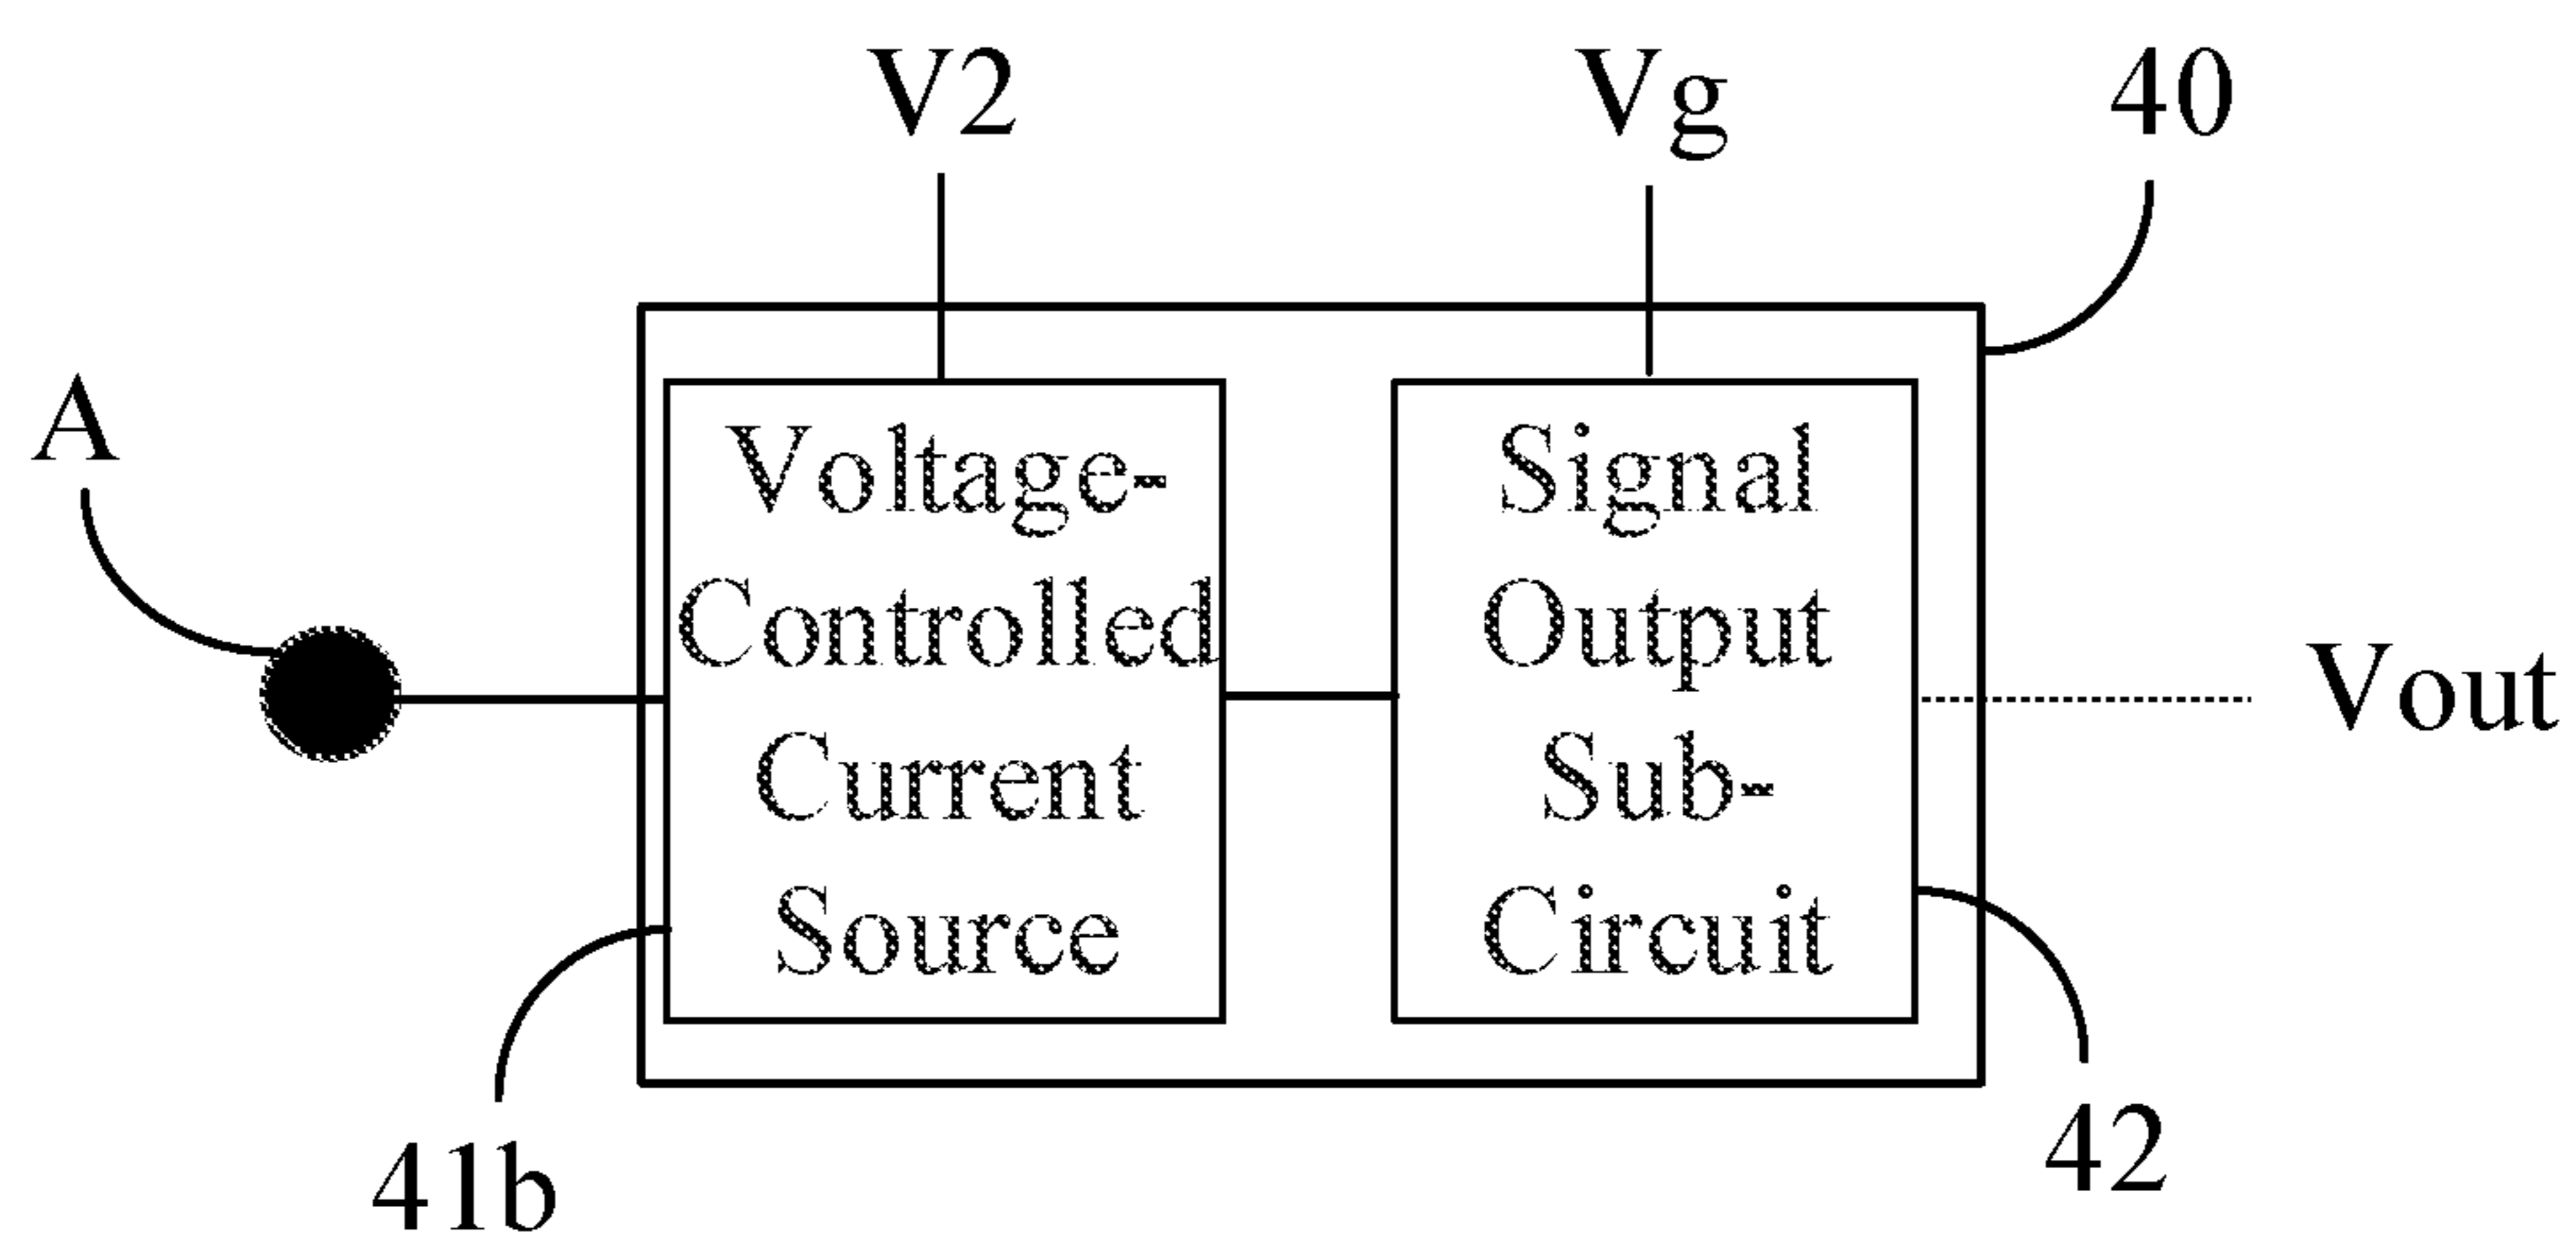 V2
Vg
40
A
Voltage-
Controlled
Current
Source
Signal
Output
Sub-
Circuit
Vout
41b
42